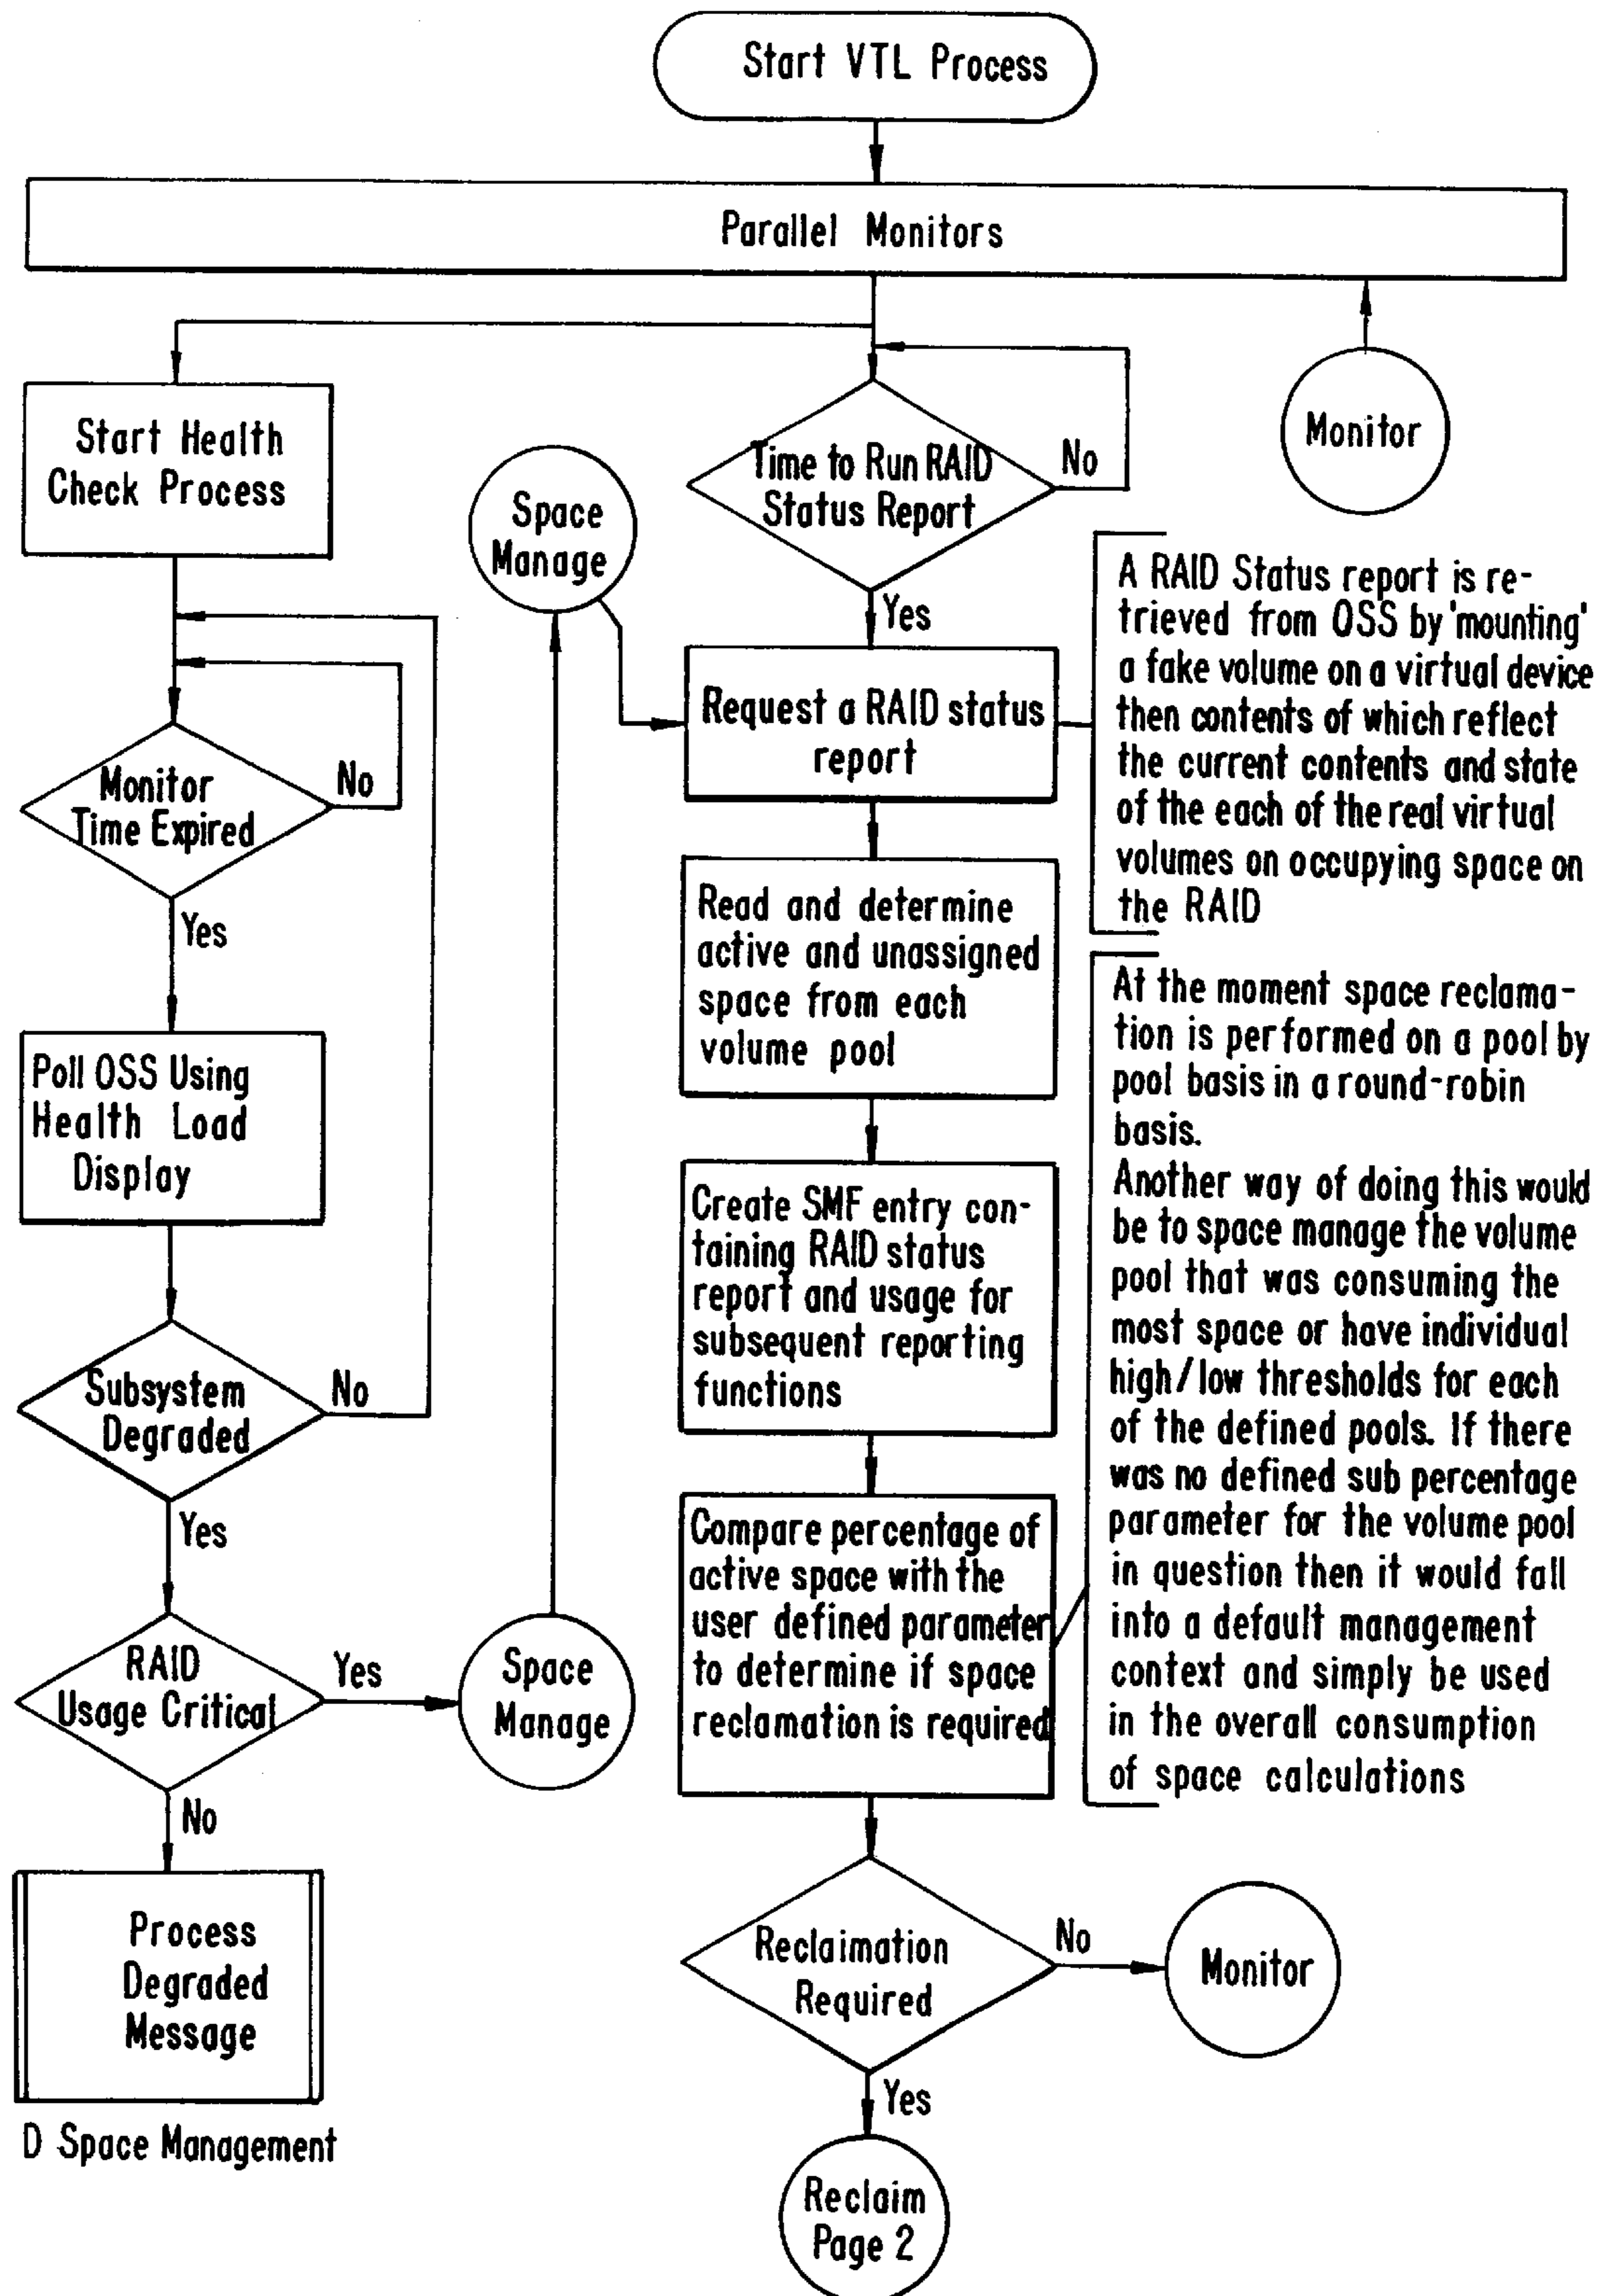 Start VTL Process
Parallel Monitors
Start Health
Check Process
Monitor
Time Expired
No
Yes
Poll OSS Using
Health Load
Display
Subsystem
Degraded
No
Yes
RAID
Usage Critical
Yes
No
Process
Degraded
Message
D Space Management
Space
Manage
Space
Manage
Time to Run RAID
Status Report
No
Yes
Monitor
Request a RAID status
report
Read and determine
active and unassigned
space from each
volume pool
Create SMF entry con-
taining RAID status
report and usage for
subsequent reporting
functions
Compare percentage of
active space with the
user defined parameter
to determine if space
reclamation is required
Reclaimation
Required
No
Monitor
Yes
Reclaim
Page 2
A RAID Status report is re-
trieved from OSS by 'mounting'
a fake volume on a virtual device
then contents of which reflect
the current contents and state
of the each of the real virtual
volumes on occupying space on
the RAID
At the moment space reclama-
tion is performed on a pool by
pool basis in a round-robin
basis.
Another way of doing this would
be to space manage the volume
pool that was consuming the
most space or have individual
high/low thresholds for each
of the defined pools. If there
was no defined sub percentage
parameter for the volume pool
in question then it would fall
into a default management
context and simply be used
in the overall consumption
of space calculations